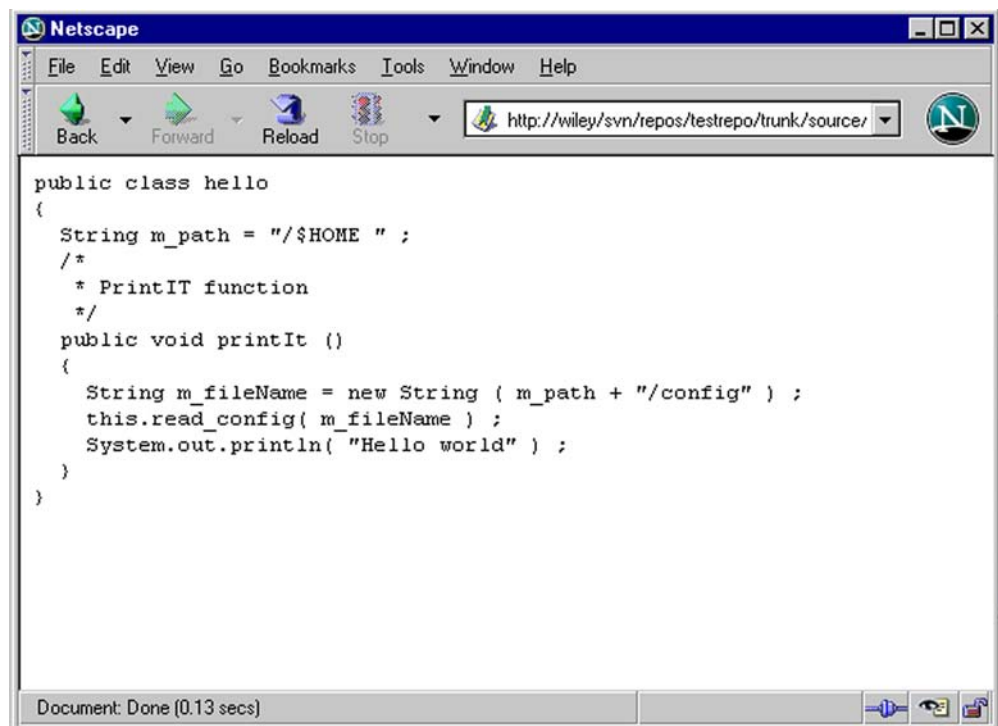 Netscape
File Edit View Go Bookmarks Tools Window Help
Back Forward Reload Stop http://wiley/svn/repos/testrepo/trunk/source/ N
public class hello
{
  String m_path = "/$HOME " ;
  /*
   * PrintIT function
   */
  public void printIt ()
  {
    String m_fileName = new String ( m_path + "/config" ) ;
    this.read_config( m_fileName ) ;
    System.out.println( "Hello world" ) ;
  }
}
Document: Done (0.13 secs)